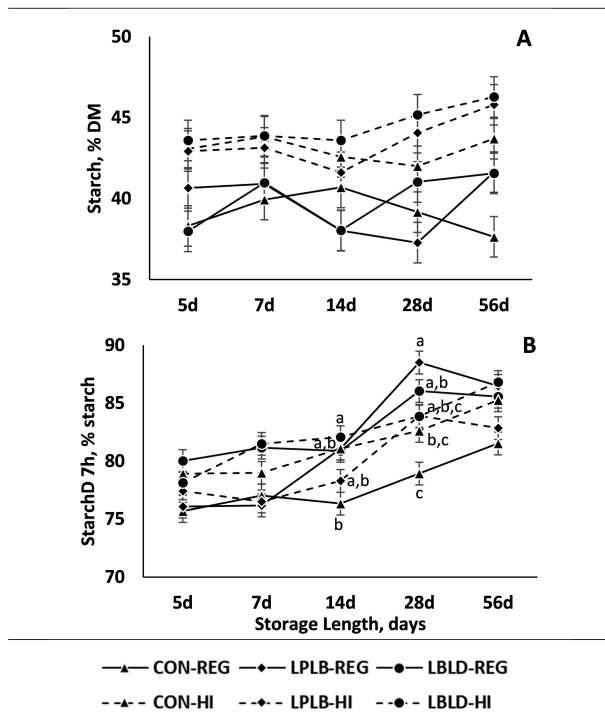 A
50
45
40
35
Starch, % DM
5d 7d 14d 28d 56d
B
90
85
80
75
70
StarchD 7h, % starch
a
a,b
a,b,c
b,c
c
a
a,b
a,b
b
5d 7d 14d 28d 56d
Storage Length, days
CON-REG LPLB-REG LBLD-REG
CON-HI LPLB-HI LBLD-HI